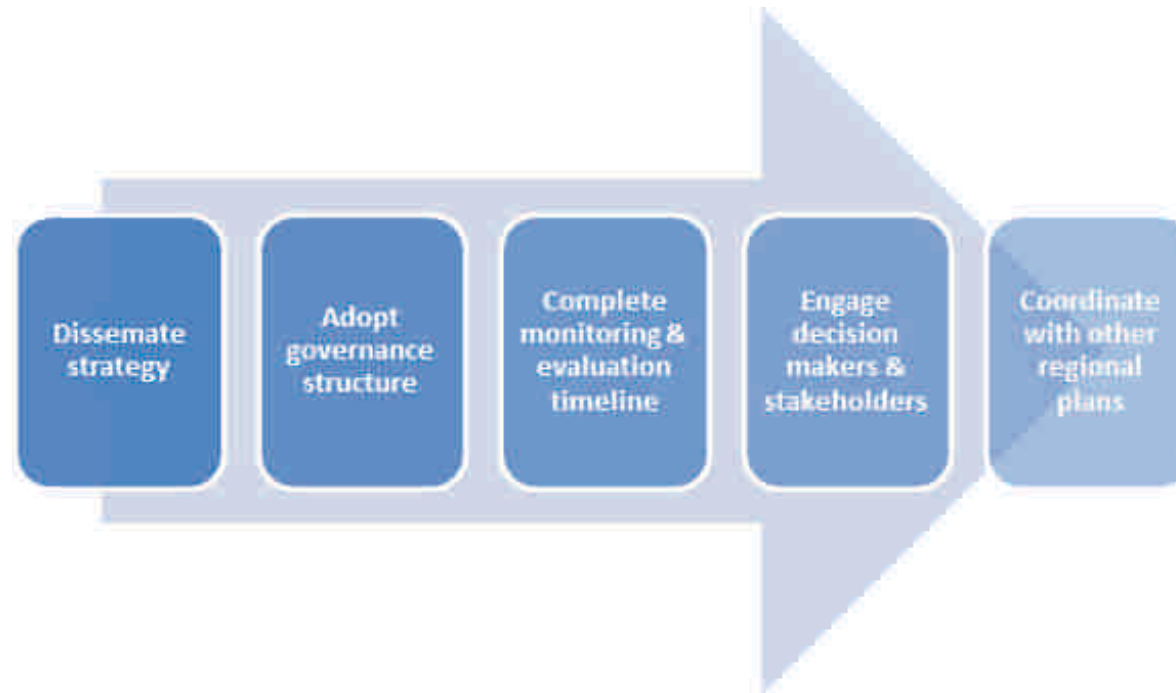 Dissemate
strategy
Adopt
governance
structure
Complete
monitoring &
evaluation
timeline
Engage
decision
makers &
stakeholders
Coordinate
with other
regional
plans